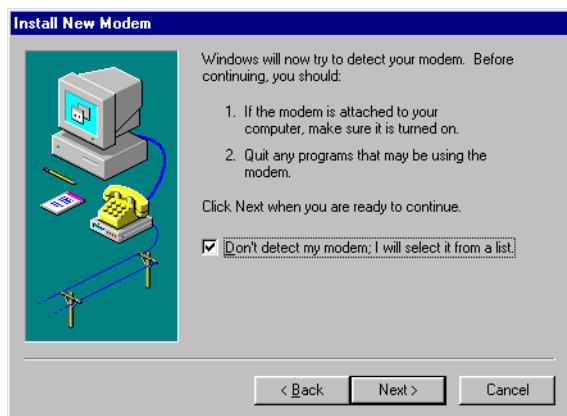 Install New Modem
Windows will now try to detect your modem. Before
continuing, you should:
1. If the modem is attached to your
computer, make sure it is turned on.
2. Quit any programs that may be using the
modem.
Click Next when you are ready to continue.
Don't detect my modem; I will select it from a list.
< Back
Next >
Cancel